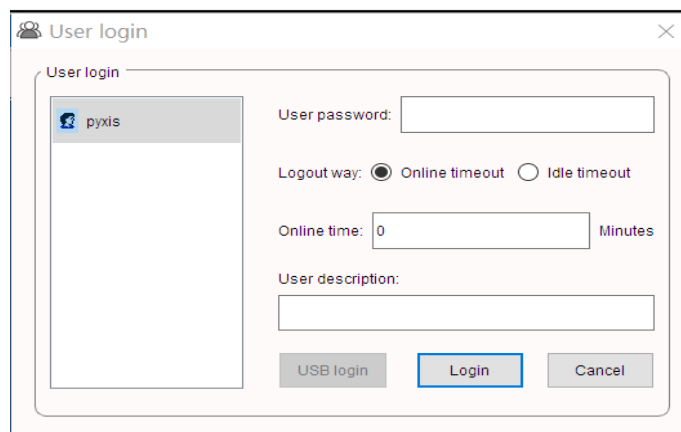 User login
User login
pyxis
User password:
Logout way: Online timeout Idle timeout
Online time: 0 Minutes
User description:
USB login Login Cancel